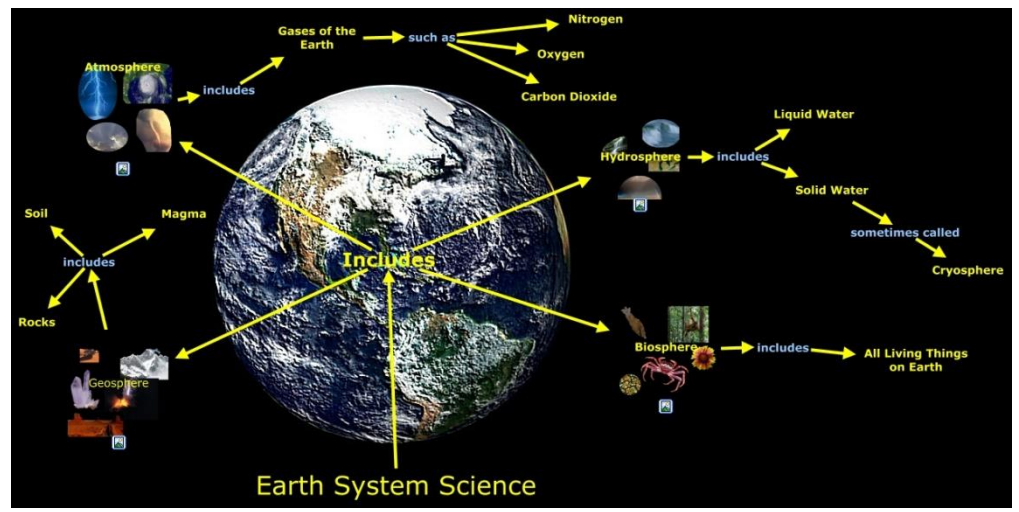 Nitrogen
Gases of the
Earth
such as
Oxygen
Atmosphere
includes
Carbon Dioxide
Liquid Water
Hydrosphere
includes
Solid Water
Soil
Magma
sometimes called
includes
Includes
Cryosphere
Rocks
Biosphere
includes
All Living Things
on Earth
Geosphere
Earth System Science